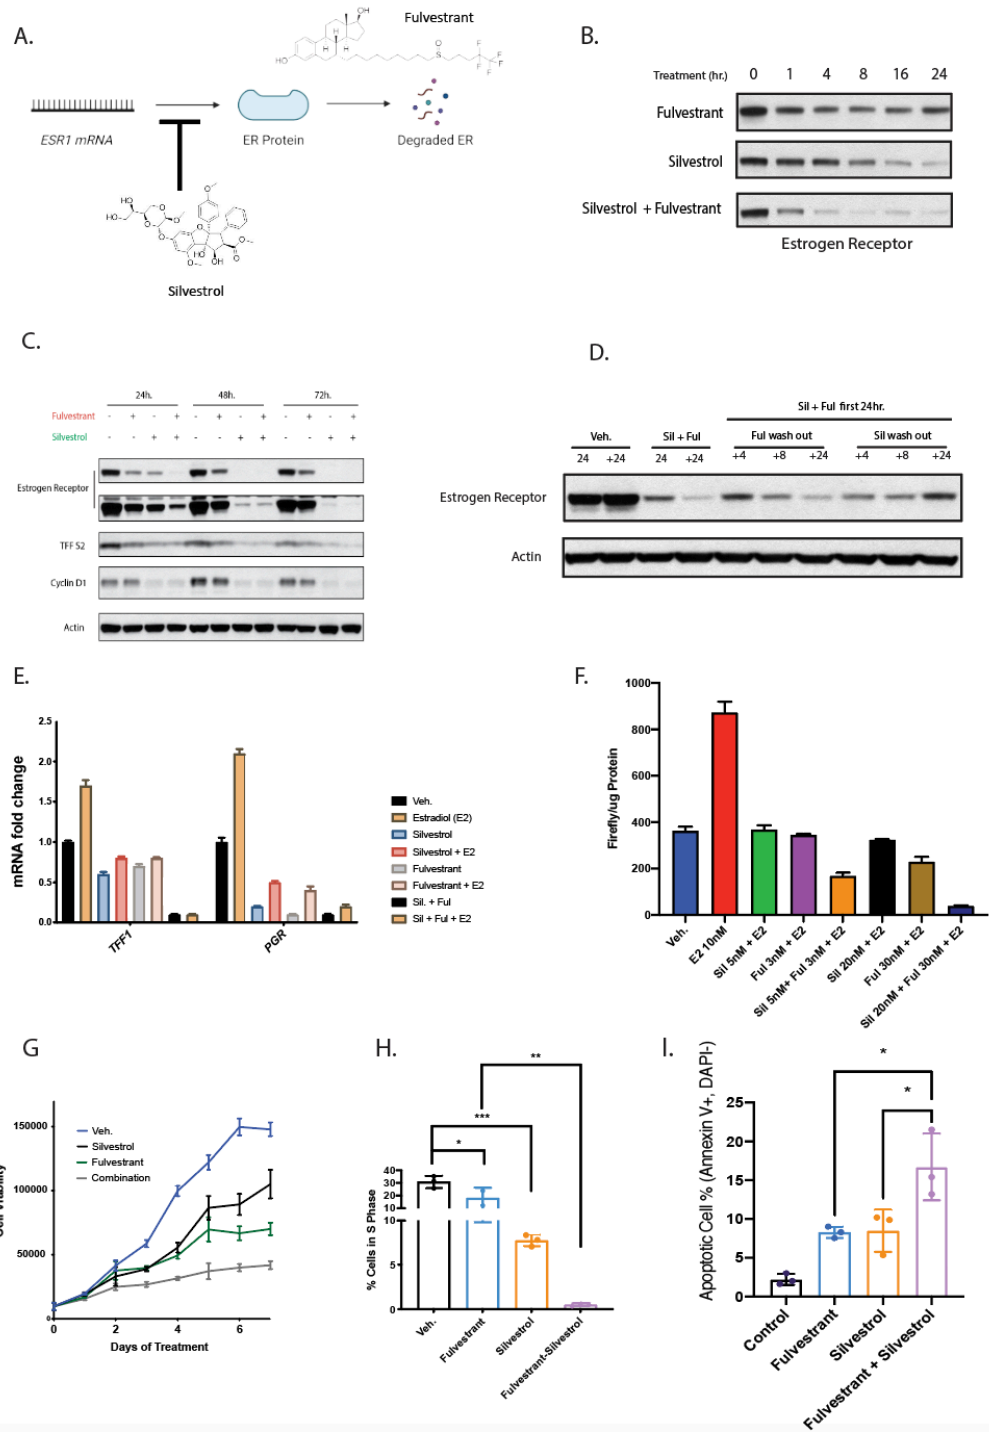 A.
Fulvestrant
OH
H
H
H
HO
O
S
F
F
F
F
F
ESR1 mRNA
ER Protein
Degraded ER
HO
HO
O
O
O
O
O
O
O
O
O
HO
OH
O
Silvestrol
B.
Treatment (hr.) 0 1 4 8 16 24
Fulvestrant
Silvestrol
Silvestrol + Fulvestrant
Estrogen Receptor
C.
24h. 48h. 72h.
Fulvestrant - + - + - + - + - + - +
Silvestrol - - + + - - + + - - + +
Estrogen Receptor
TFF S2
Cyclin D1
Actin
D.
Sil + Ful first 24hr.
Veh. Sil + Ful Ful wash out Sil wash out
24 +24 24 +24 +4 +8 +24 +4 +8 +24
Estrogen Receptor
Actin
E.
mRNA fold change
2.5
2.0
1.5
1.0
0.5
0.0
TFF1
PGR
Veh.
Estradiol (E2)
Silvestrol
Silvestrol + E2
Fulvestrant
Fulvestrant + E2
Sil. + Ful
Sil + Ful + E2
F.
Firefly/ug Protein
1000
800
600
400
200
0
Veh.
E2 10nM
Sil 5nM + E2
Ful 3nM + E2
Sil 5nM+ Ful 3nM + E2
Sil 20nM + E2
Ful 30nM + E2
Sil 20nM + Ful 30nM + E2
G
150000
100000
50000
0
0 2 4 6
Days of Treatment
Veh.
Silvestrol
Fulvestrant
Combination
H.
**
***
*
% Cells in S Phase
40
30
20
10
10
5
0
Veh.
Fulvestrant
Silvestrol
Fulvestrant-Silvestrol
I.
*
*
Apoptotic Cell % (Annexin V+, DAPI-)
25
20
15
10
5
0
Control
Fulvestrant
Silvestrol
Fulvestrant + Silvestrol